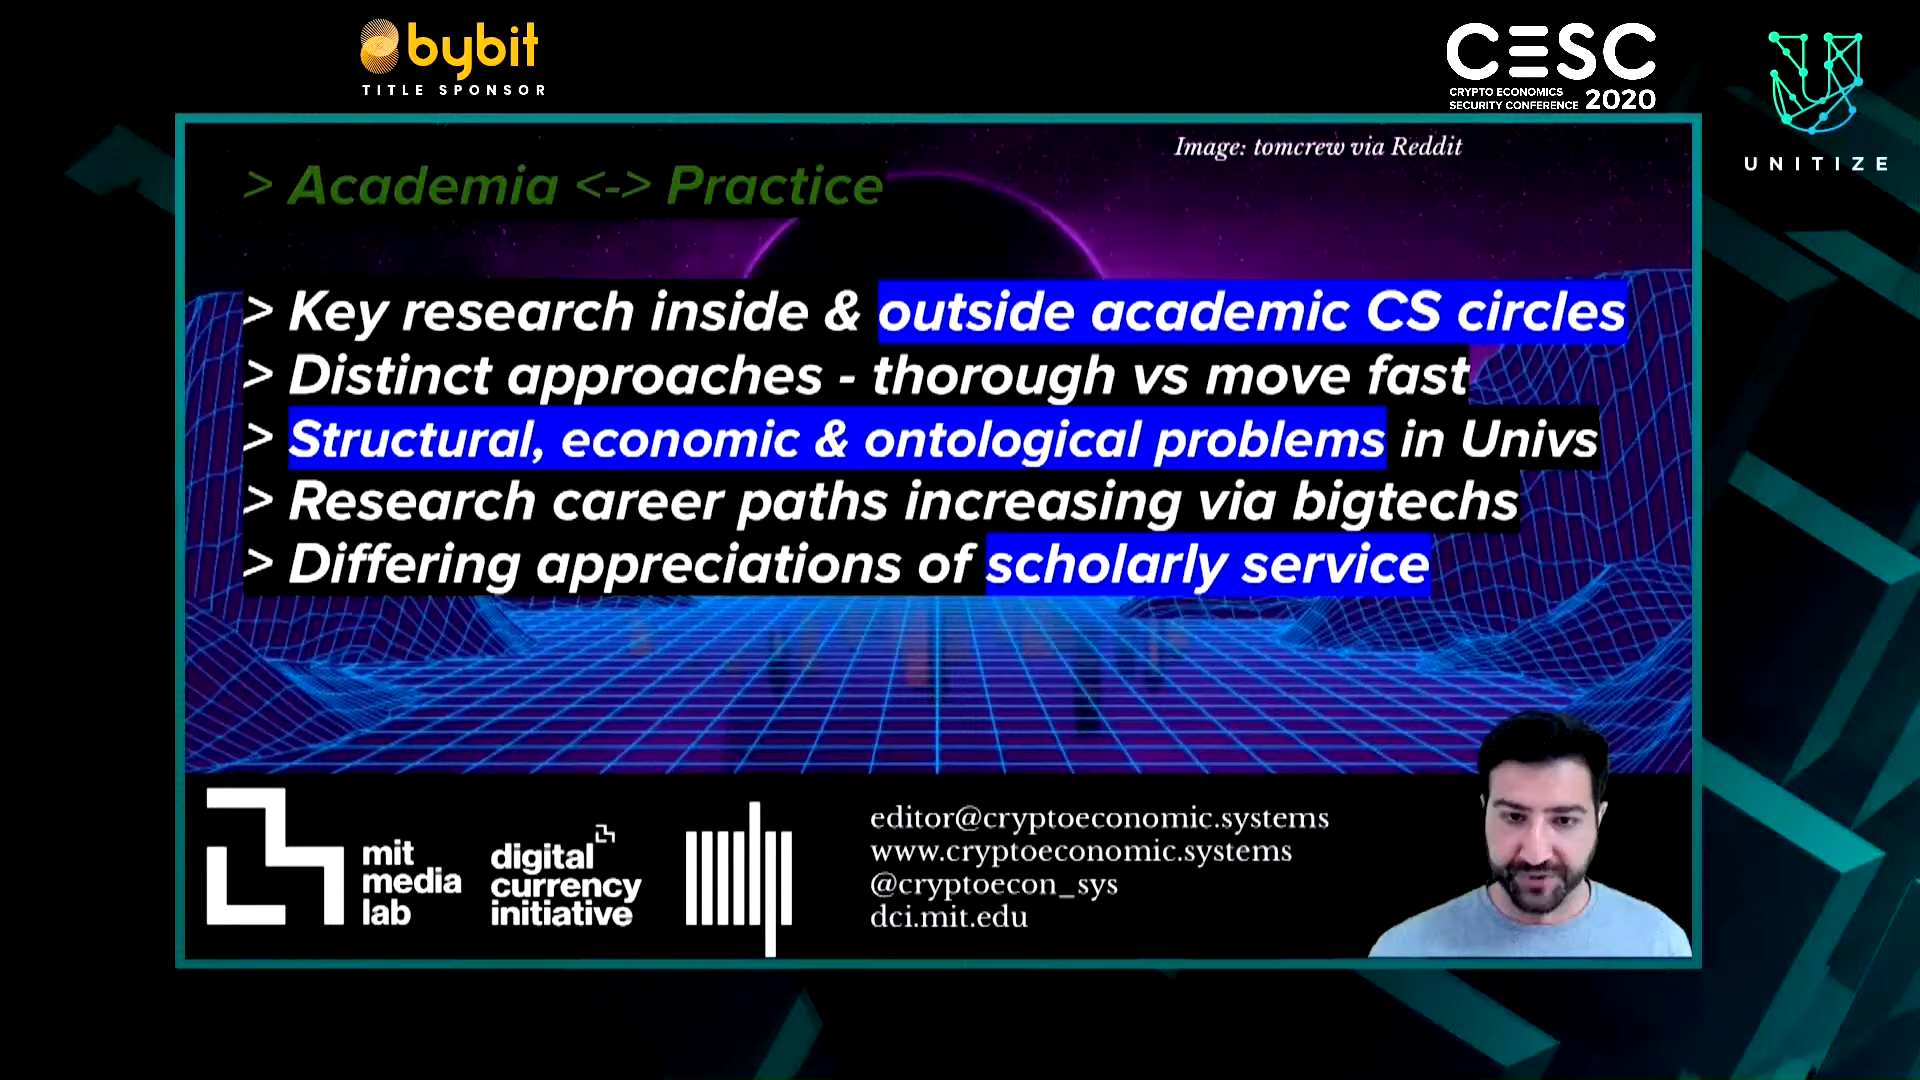 bybit
TITLE SPONSOR
CESC
CRYPTO ECONOMICS
SECURITY CONFERENCE 2020
UNITIZE
Image: tomcrew via Reddit
> Academia <-> Practice
> Key research inside & outside academic CS circles
> Distinct approaches - thorough vs move fast
> Structural, economic & ontological problems in Univs
> Research career paths increasing via bigtechs
> Differing appreciations of scholarly service
mit
media
lab
digital
currency
initiative
editor@cryptoeconomic.systems
www.cryptoeconomic.systems
@cryptoecon_sys
dci.mit.edu